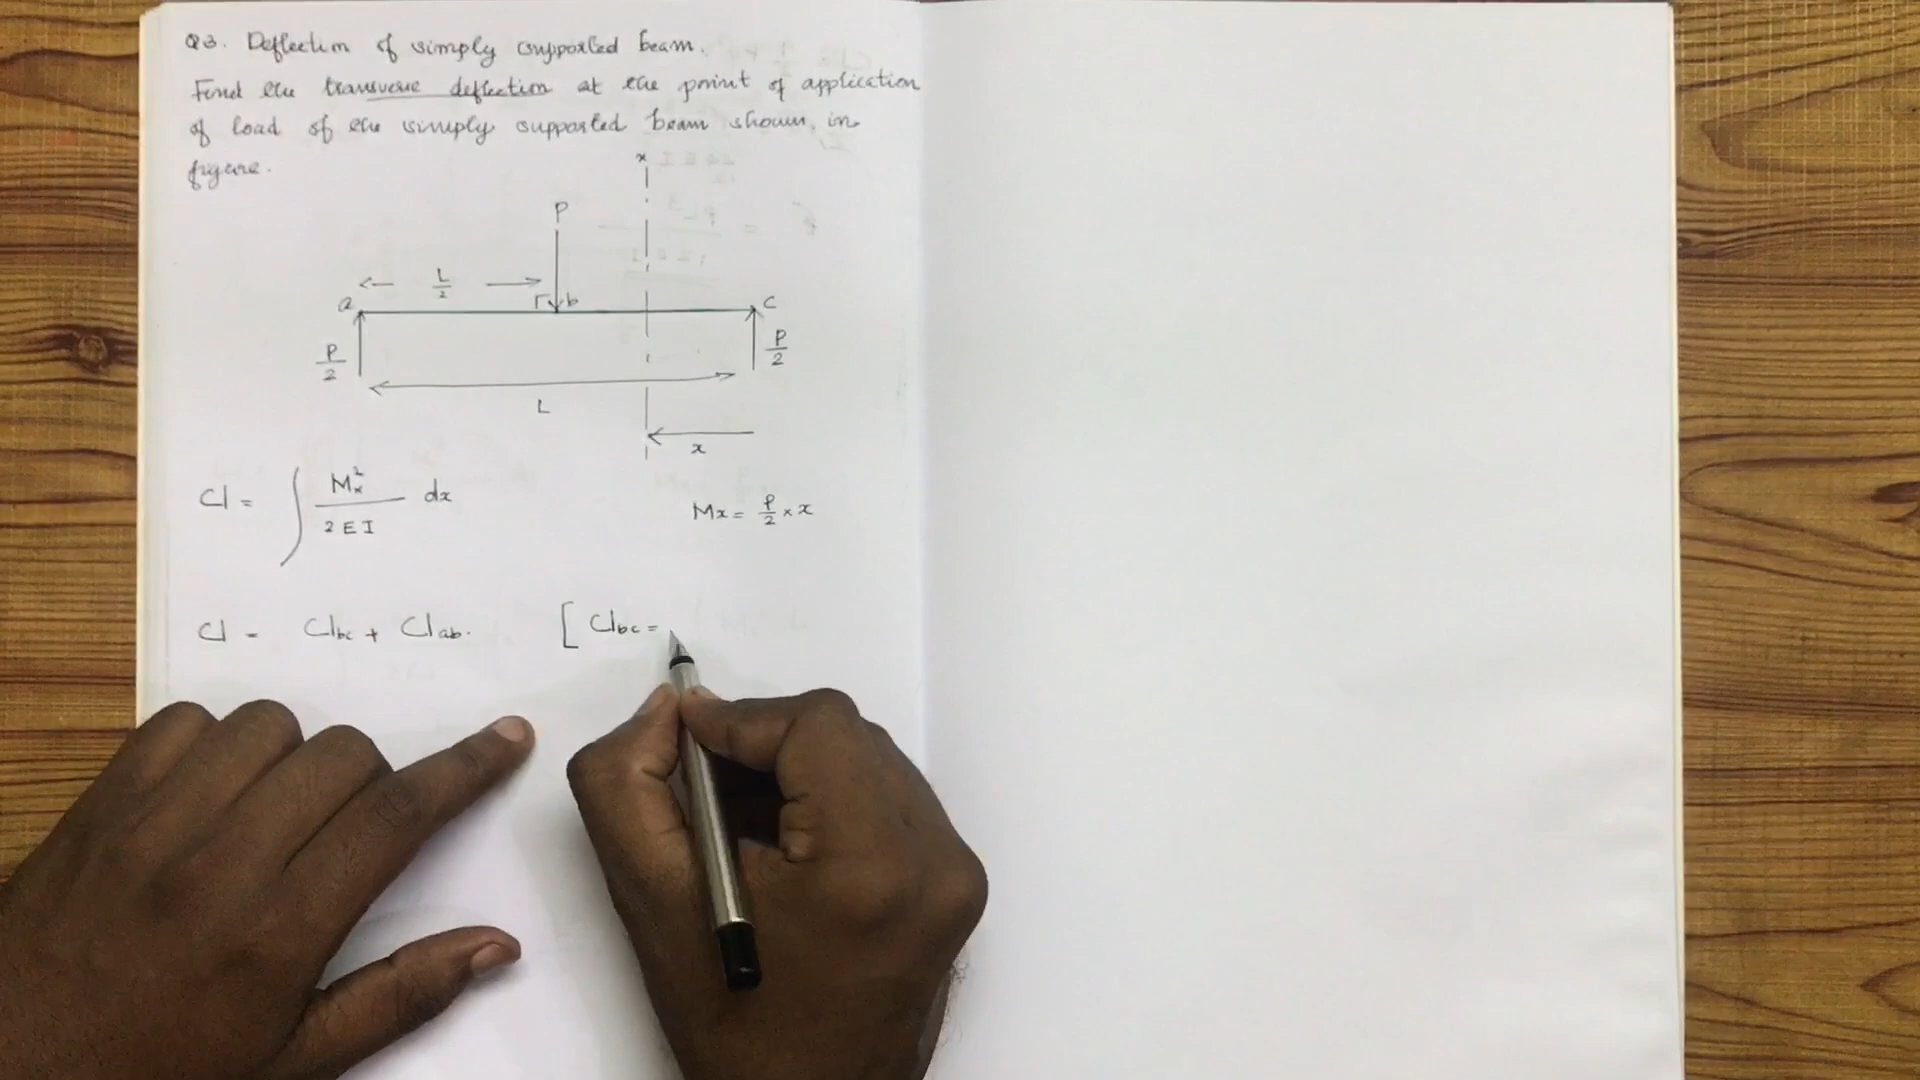 Q3. Deflection of simply supported beam.
Find the transverse deflection at the point of application
of load of the simply supported beam shown in
figure.
x
P
L/2
a
b
c
P/2
P/2
L
x
U = ∫ Mx²/2EI dx
Mx = P/2 × x
U = Ubc + Uab.
[ Ubc =